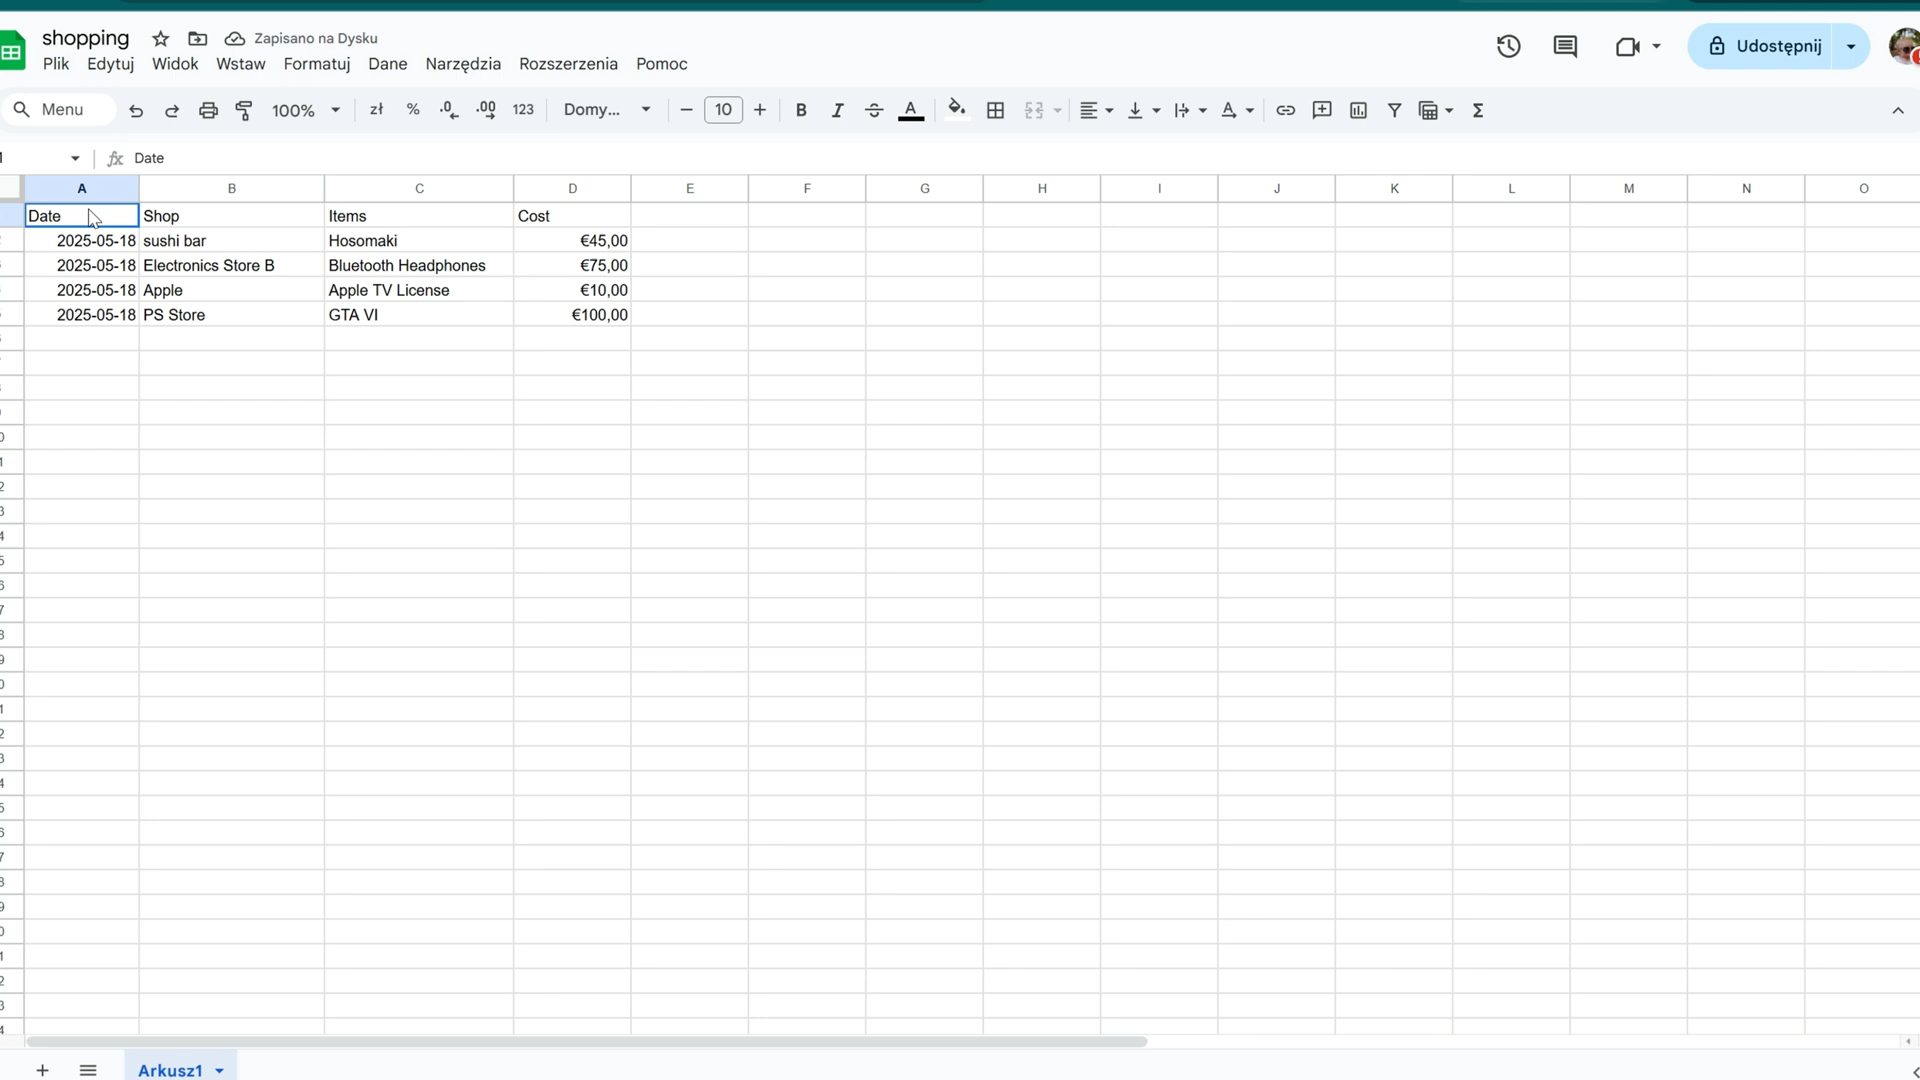 shopping
Zapisano na Dysku
Udostępnij
Plik Edytuj Widok Wstaw Formatuj Dane Narzędzia Rozszerzenia Pomoc
Menu 100% zł % .0 .00 123 Domy... 10 B I A
fx Date
A B C D E F G H I J K L M N O
Date Shop Items Cost
2025-05-18 sushi bar Hosomaki €45,00
2025-05-18 Electronics Store B Bluetooth Headphones €75,00
2025-05-18 Apple Apple TV License €10,00
2025-05-18 PS Store GTA VI €100,00
Arkusz1